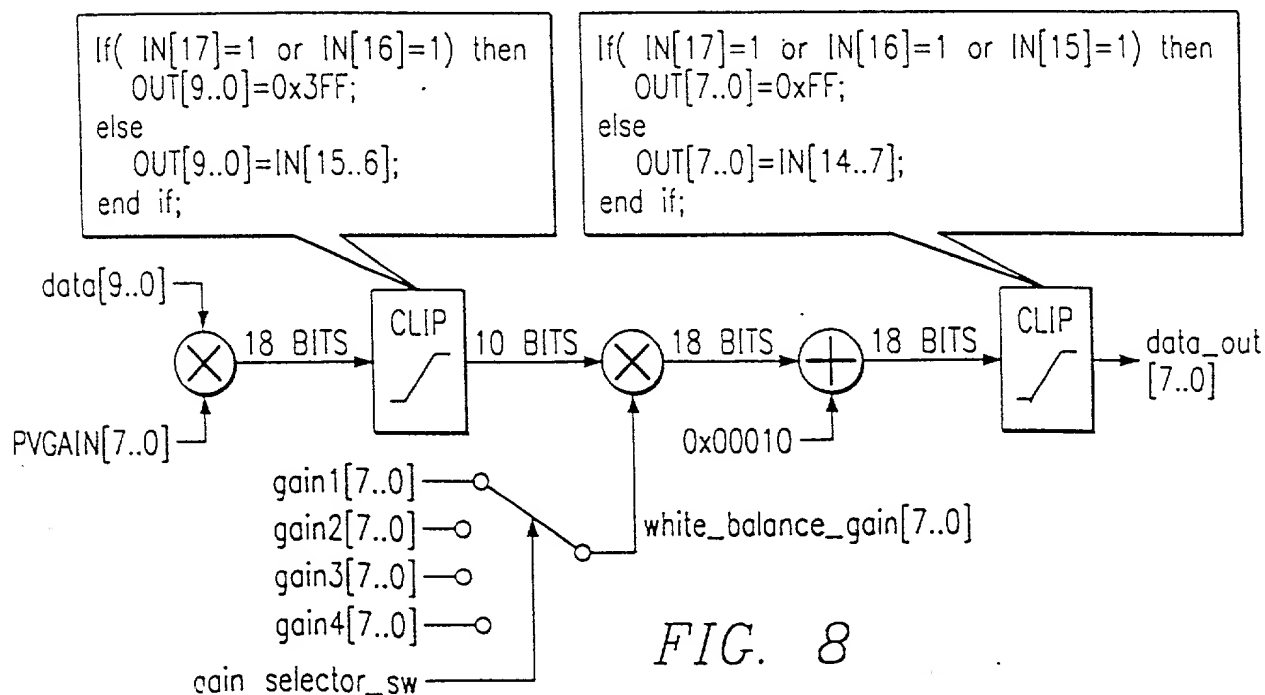 If( IN[17]=1 or IN[16]=1) then
OUT[9..0]=0x3FF;
else
OUT[9..0]=IN[15..6];
end if;
If( IN[17]=1 or IN[16]=1 or IN[15]=1) then
OUT[7..0]=0xFF;
else
OUT[7..0]=IN[14..7];
end if;
data[9..0]
PVGAIN[7..0]
18 BITS
CLIP
10 BITS
18 BITS
0x00010
18 BITS
CLIP
data_out
[7..0]
gain1[7..0]
gain2[7..0]
gain3[7..0]
gain4[7..0]
gain selector_sw
white_balance_gain[7..0]
FIG. 8